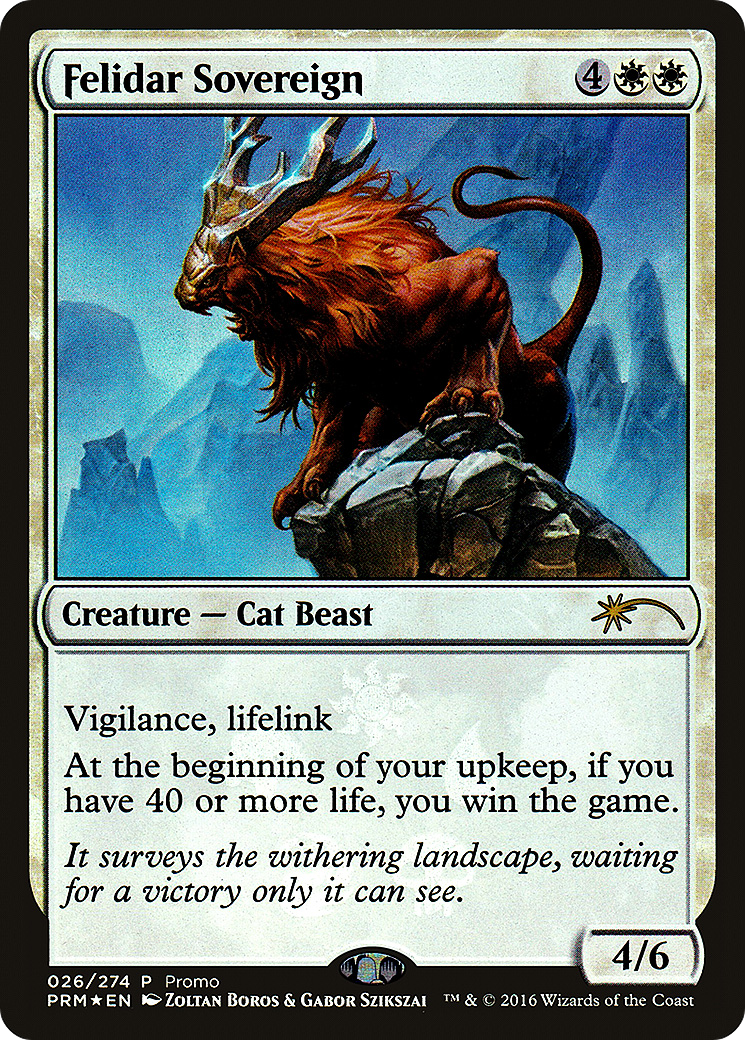 Felidar Sovereign 4
Creature — Cat Beast
Vigilance, lifelink
At the beginning of your upkeep, if you
have 40 or more life, you win the game.
It surveys the withering landscape, waiting
for a victory only it can see.
4/6
026/274 P Promo
PRM★EN Zoltan Boros & Gabor Szikszai ™ & © 2016 Wizards of the Coast